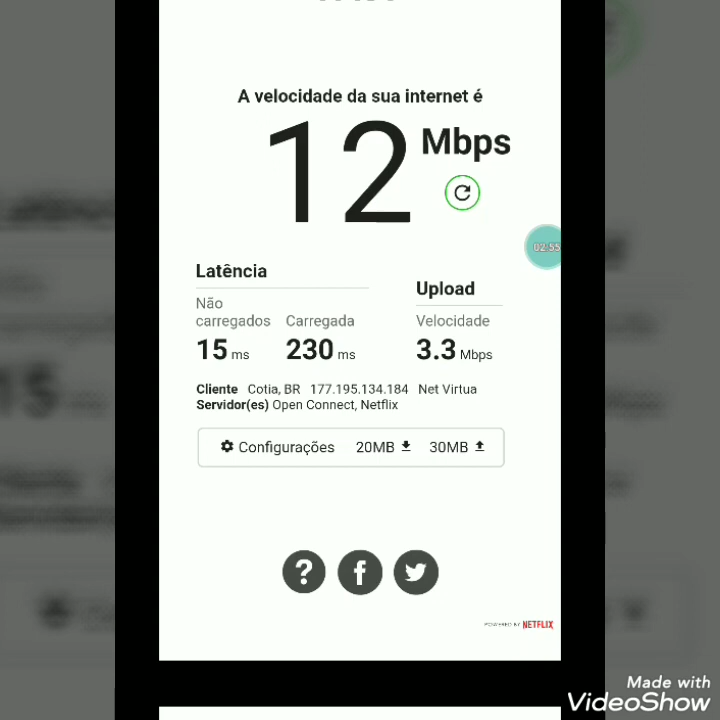 A velocidade da sua internet é
12 Mbps
02:55
Latência
Upload
Não carregados
Carregada
Velocidade
15 ms
230 ms
3.3 Mbps
Cliente Cotia, BR 177.195.134.184 Net Virtua
Servidor(es) Open Connect, Netflix
Configurações 20MB 30MB
?
f
POWERED BY NETFLIX
Made with
VideoShow